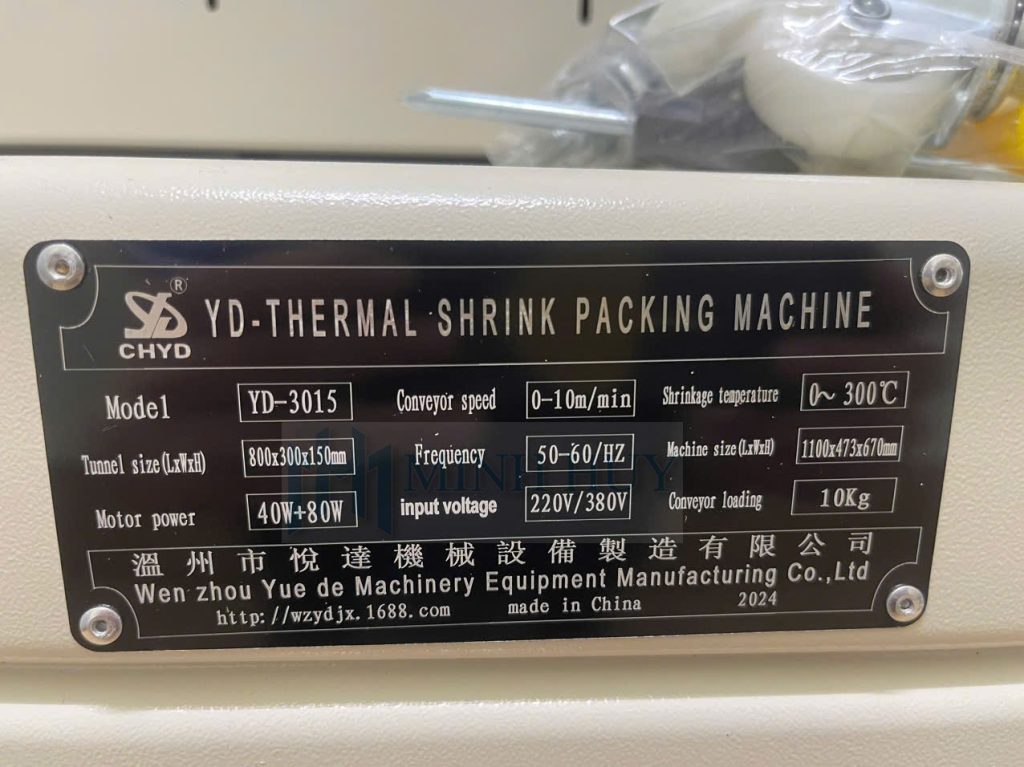 ®
CHYD
YD-THERMAL SHRINK PACKING MACHINE
Model YD-3015 Conveyor speed 0-10m/min Shrinkage temperature 0~ 300℃
Tunnel size(LxWxH) 800x300x150mm Frequency 50-60/HZ Machine size(LxWxH) 1100x473x670mm
MINH HUY
Motor power 40W+80W input voltage 220V/380V Conveyor loading 10Kg
溫州市悅達機械設備製造有限公司
Wen zhou Yue de Machinery Equipment Manufacturing Co.,Ltd
http://wzydjx.1688.com made in China 2024